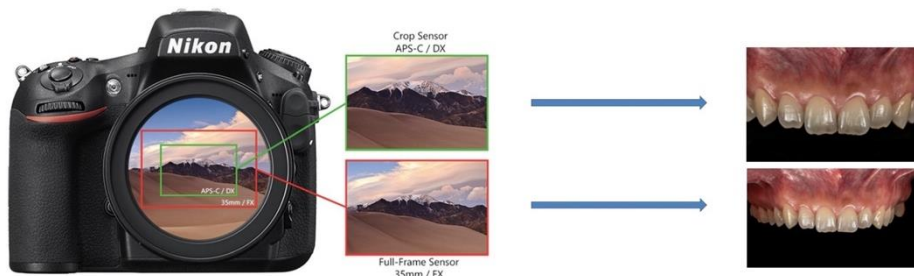 Nikon
Crop Sensor
APS-C / DX
APS-C / DX
35mm / FX
Full-Frame Sensor
35mm / FX